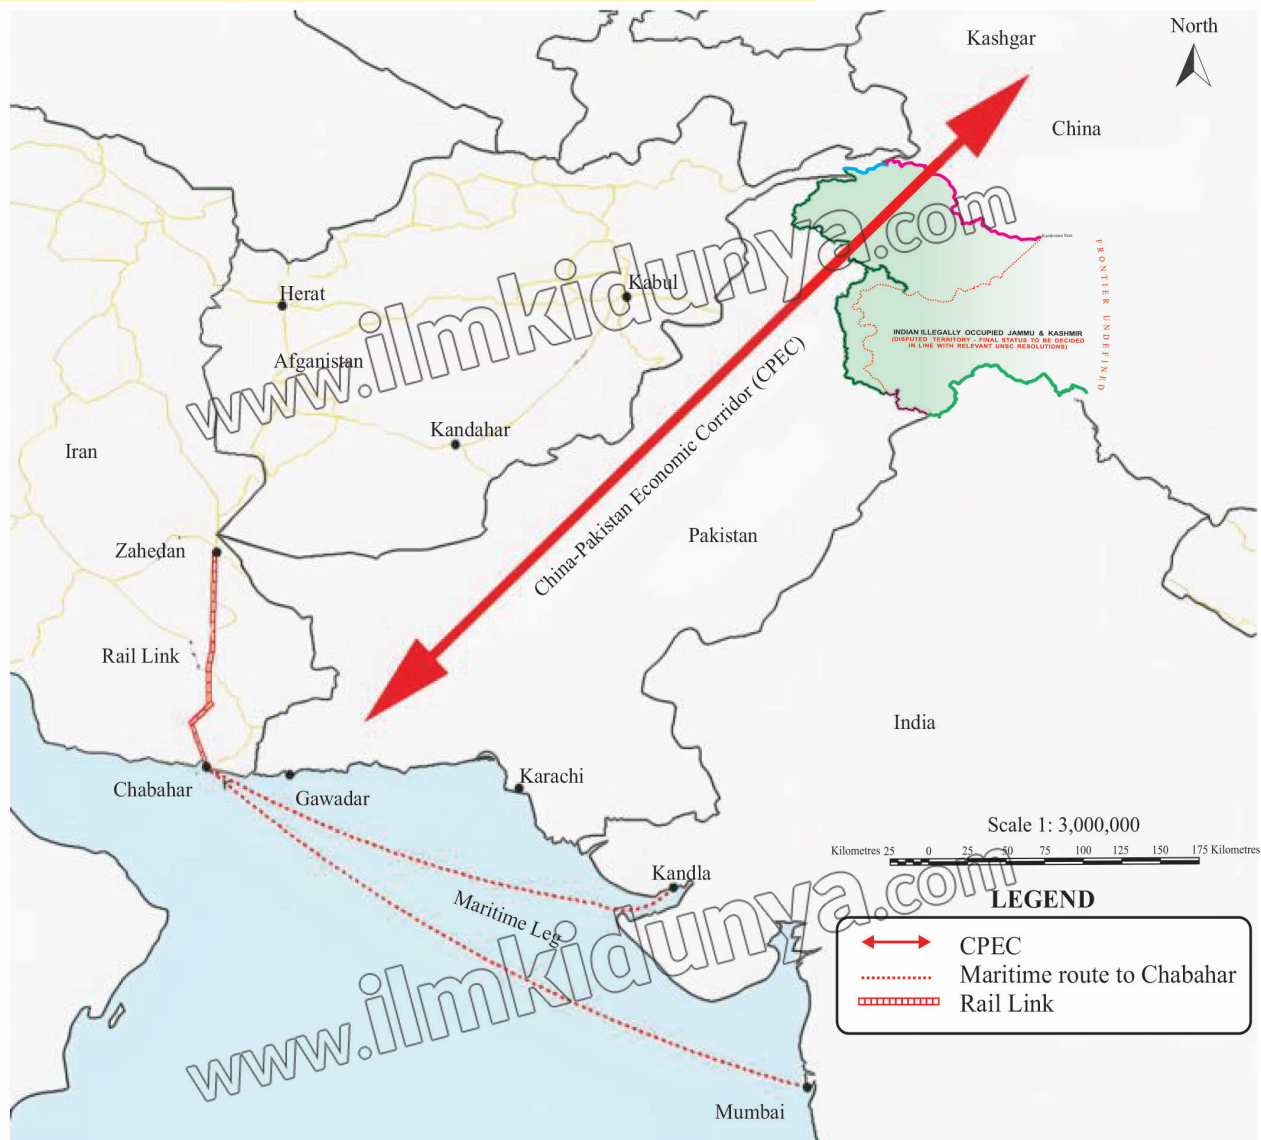 North
Kashgar
China
www.ilmkidunya.com
Karakoram Pass
FRONTIER UNDEFINED
Herat
Kabul
INDIAN ILLEGALLY OCCUPIED JAMMU & KASHMIR
(DISPUTED TERRITORY - FINAL STATUS TO BE DECIDED
IN LINE WITH RELEVANT UNSC RESOLUTIONS)
Afganistan
China-Pakistan Economic Corridor (CPEC)
Kandahar
Iran
Pakistan
Zahedan
Rail Link
India
Chabahar
Gawadar
Karachi
Scale 1: 3,000,000
Kilometres 25 0 25 50 75 125 150 175 Kilometres
Kandla
Maritime Leg
www.ilmkidunya.com
LEGEND
CPEC
Maritime route to Chabahar
Rail Link
Mumbai